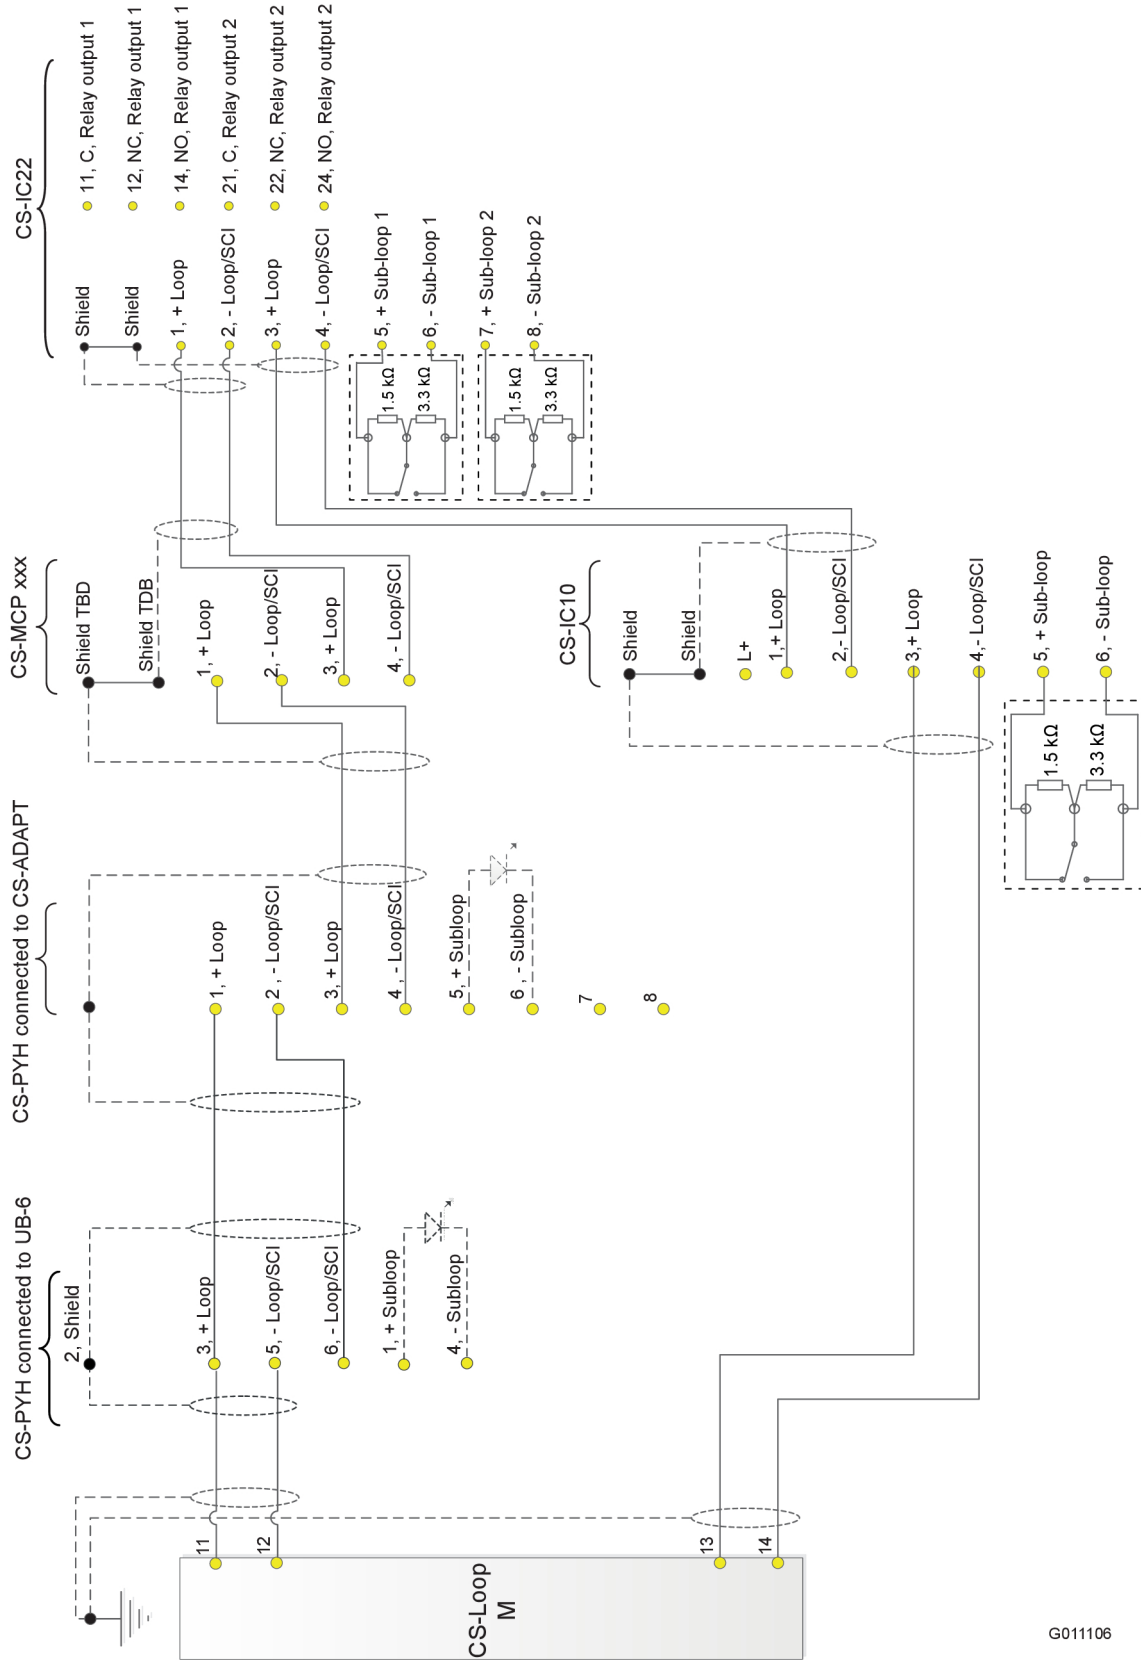 CS-IC22
Shield
Shield
1, + Loop
2, - Loop/SCI
3, + Loop
4, - Loop/SCI
5, + Sub-loop 1
6, - Sub-loop 1
7, + Sub-loop 2
8, - Sub-loop 2
11, C, Relay output 1
12, NC, Relay output 1
14, NO, Relay output 1
21, C, Relay output 2
22, NC, Relay output 2
24, NO, Relay output 2
1.5 kΩ
3.3 kΩ
1.5 kΩ
3.3 kΩ
CS-MCP xxx
Shield TBD
Shield TDB
1, + Loop
2, - Loop/SCI
3, + Loop
4, - Loop/SCI
CS-IC10
Shield
Shield
L+
1,+ Loop
2,- Loop/SCI
3,+ Loop
4,- Loop/SCI
5, + Sub-loop
6, - Sub-loop
1.5 kΩ
3.3 kΩ
CS-PYH connected to CS-ADAPT
1, + Loop
2 , - Loop/SCI
3, + Loop
4 , - Loop/SCI
5, + Subloop
6 , - Subloop
7
8
CS-PYH connected to UB-6
2, Shield
3, + Loop
5, - Loop/SCI
6, - Loop/SCI
1, + Subloop
4, - Subloop
11
12
13
14
CS-Loop
M
G011106